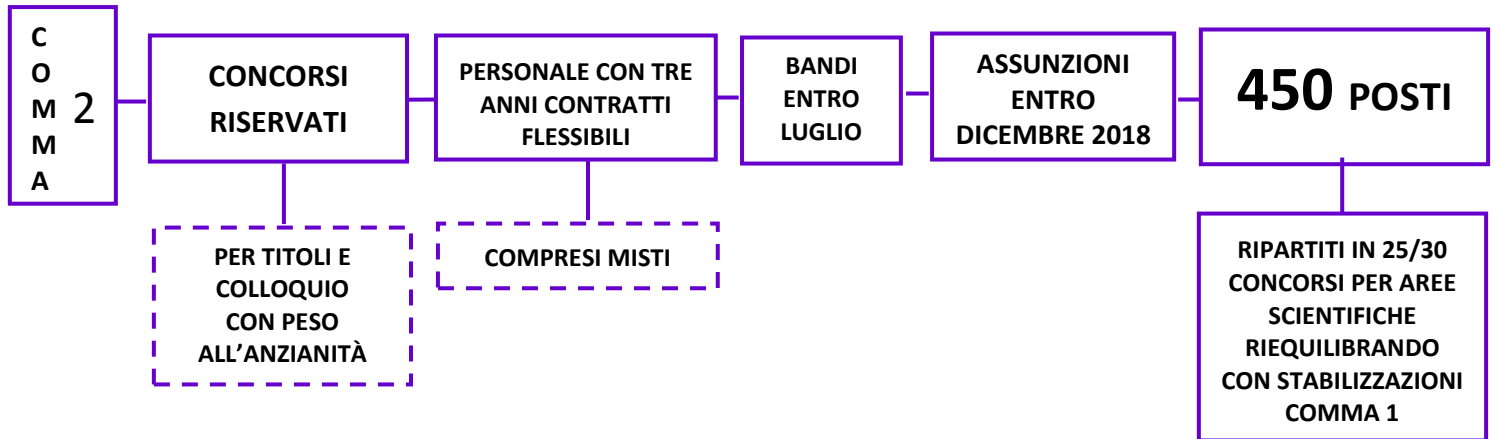 COMMA 2
CONCORSI
RISERVATI
PERSONALE CON TRE
ANNI CONTRATTI
FLESSIBILI
BANDI
ENTRO
LUGLIO
ASSUNZIONI
ENTRO
DICEMBRE 2018
450 POSTI
PER TITOLI E
COLLOQUIO
CON PESO
ALL’ANZIANITÀ
COMPRESI MISTI
RIPARTITI IN 25/30
CONCORSI PER AREE
SCIENTIFICHE
RIEQUILIBRANDO
CON STABILIZZAZIONI
COMMA 1